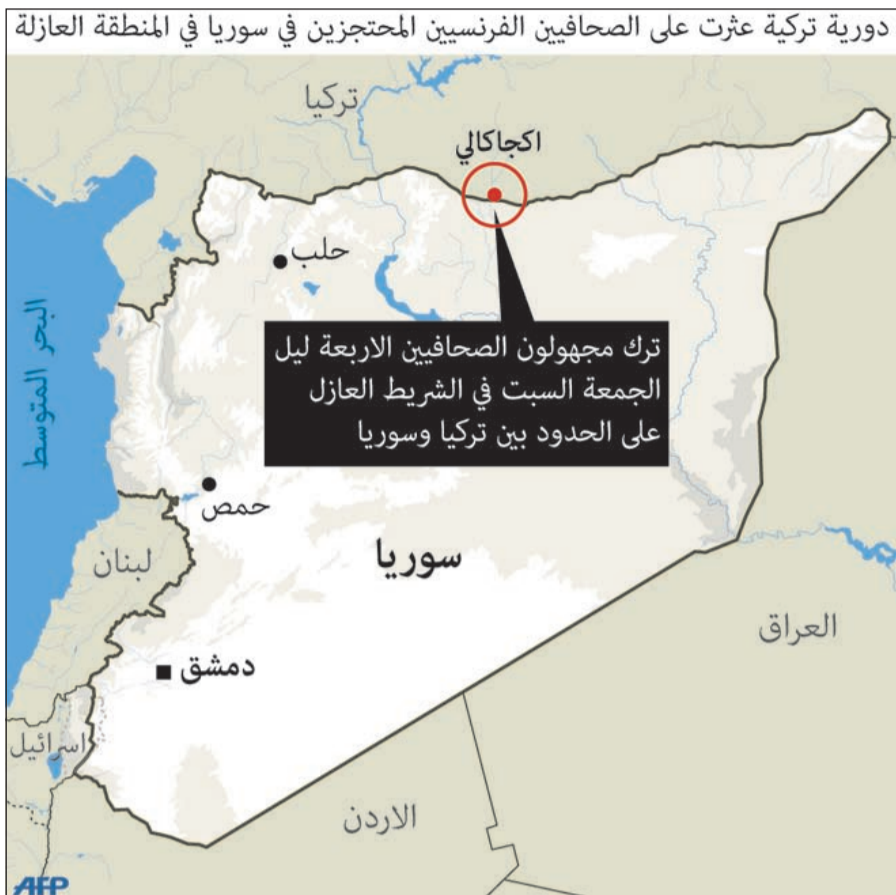 دورية تركية عثرت على الصحافيين الفرنسيين المحتجزين في سوريا في المنطقة العازلة
تركيا
اكجاكالي
حلب
ترك مجهولون الصحافيين الاربعة ليل
الجمعة السبت في الشريط العازل
على الحدود بين تركيا وسوريا
البحر المتوسط
حمص
سوريا
لبنان
العراق
دمشق
اسرائيل
الاردن
AFP